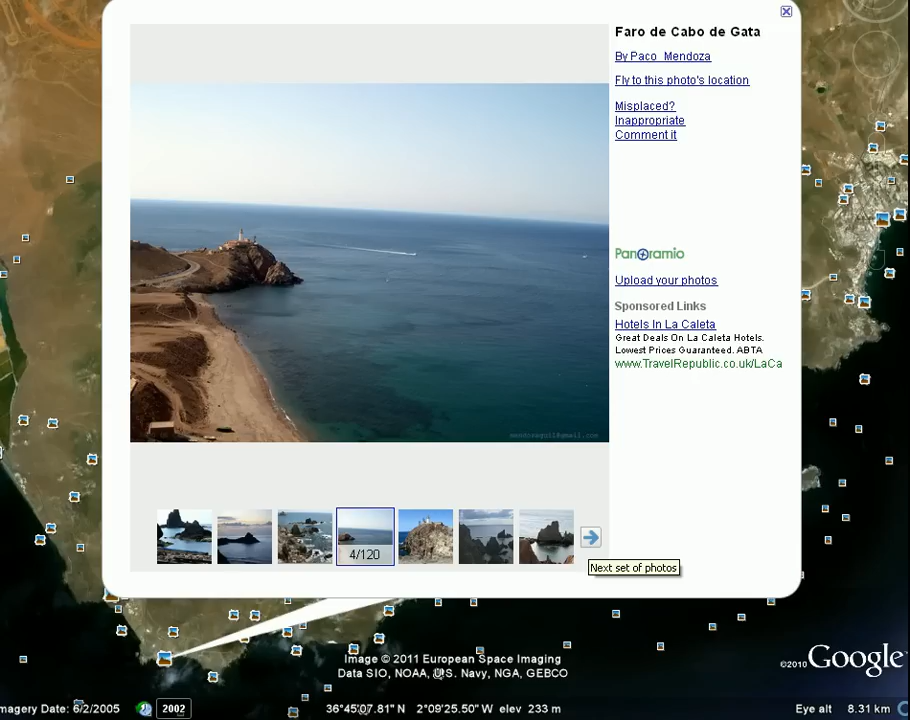 Faro de Cabo de Gata
By Paco_Mendoza
Fly to this photo's location
Misplaced?
Inappropriate
Comment it
Panoramio
Upload your photos
Sponsored Links
Hotels In La Caleta
Great Deals On La Caleta Hotels.
Lowest Prices Guaranteed. ABTA
www.TravelRepublic.co.uk/LaCa
4/120
Next set of photos
Image © 2011 European Space Imaging
Data SIO, NOAA, U.S. Navy, NGA, GEBCO
©2010 Google
magery Date: 6/2/2005
2002
36°45'07.81" N 2°09'25.50" W elev 233 m
Eye alt 8.31 km